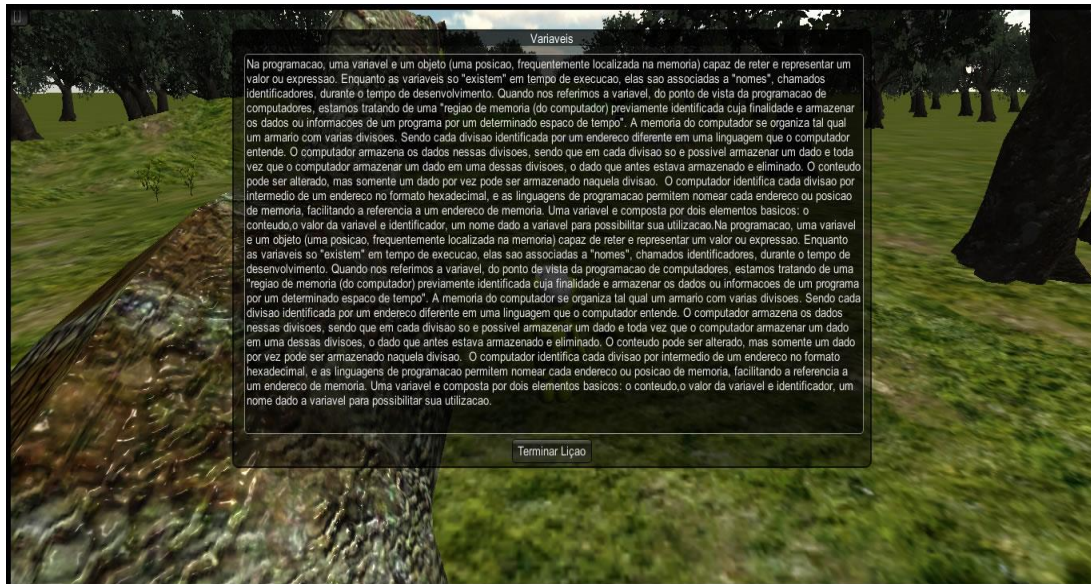 Variaveis
Na programacao, uma variavel e um objeto (uma posicao, frequentemente localizada na memoria) capaz de reter e representar um
valor ou expressao. Enquanto as variaveis so "existem" em tempo de execucao, elas sao associadas a "nomes", chamados
identificadores, durante o tempo de desenvolvimento. Quando nos referimos a variavel, do ponto de vista da programacao de
computadores, estamos tratando de uma "regiao de memoria (do computador) previamente identificada cuja finalidade e armazenar
os dados ou informacoes de um programa por um determinado espaco de tempo". A memoria do computador se organiza tal qual
um armario com varias divisoes. Sendo cada divisao identificada por um endereco diferente em uma linguagem que o computador
entende. O computador armazena os dados nessas divisoes, sendo que em cada divisao so e possivel armazenar um dado e toda
vez que o computador armazenar um dado em uma dessas divisoes, o dado que antes estava armazenado e eliminado. O conteudo
pode ser alterado, mas somente um dado por vez pode ser armazenado naquela divisao.  O computador identifica cada divisao por
intermedio de um endereco no formato hexadecimal, e as linguagens de programacao permitem nomear cada endereco ou posicao
de memoria, facilitando a referencia a um endereco de memoria. Uma variavel e composta por dois elementos basicos: o
conteudo,o valor da variavel e identificador, um nome dado a variavel para possibilitar sua utilizacao.Na programacao, uma variavel
e um objeto (uma posicao, frequentemente localizada na memoria) capaz de reter e representar um valor ou expressao. Enquanto
as variaveis so "existem" em tempo de execucao, elas sao associadas a "nomes", chamados identificadores, durante o tempo de
desenvolvimento. Quando nos referimos a variavel, do ponto de vista da programacao de computadores, estamos tratando de uma
"regiao de memoria (do computador) previamente identificada cuja finalidade e armazenar os dados ou informacoes de um programa
por um determinado espaco de tempo". A memoria do computador se organiza tal qual um armario com varias divisoes. Sendo cada
divisao identificada por um endereco diferente em uma linguagem que o computador entende. O computador armazena os dados
nessas divisoes, sendo que em cada divisao so e possivel armazenar um dado e toda vez que o computador armazenar um dado
em uma dessas divisoes, o dado que antes estava armazenado e eliminado. O conteudo pode ser alterado, mas somente um dado
por vez pode ser armazenado naquela divisao.  O computador identifica cada divisao por intermedio de um endereco no formato
hexadecimal, e as linguagens de programacao permitem nomear cada endereco ou posicao de memoria, facilitando a referencia a
um endereco de memoria. Uma variavel e composta por dois elementos basicos: o conteudo,o valor da variavel e identificador, um
nome dado a variavel para possibilitar sua utilizacao.
Terminar Liçao